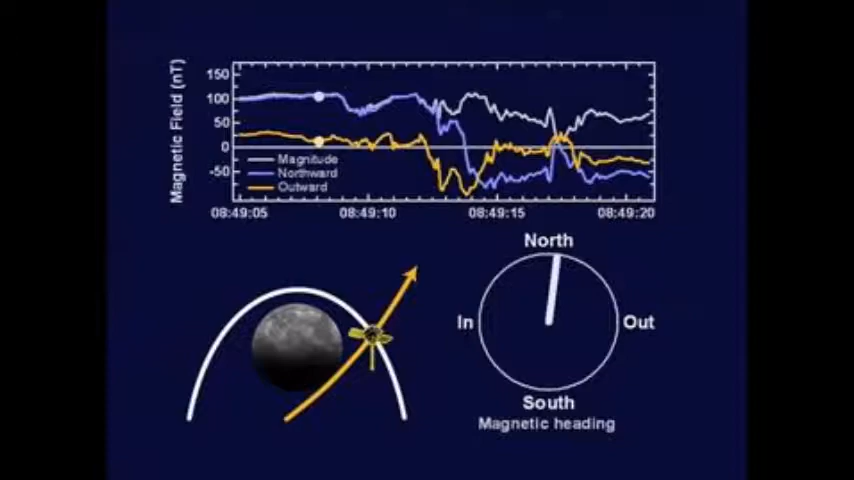 Magnetic Field (nT)
150
100
50
0
-50
Magnitude
Northward
Outward
08:49:05 08:49:10 08:49:15 08:49:20
North
In Out
South
Magnetic heading